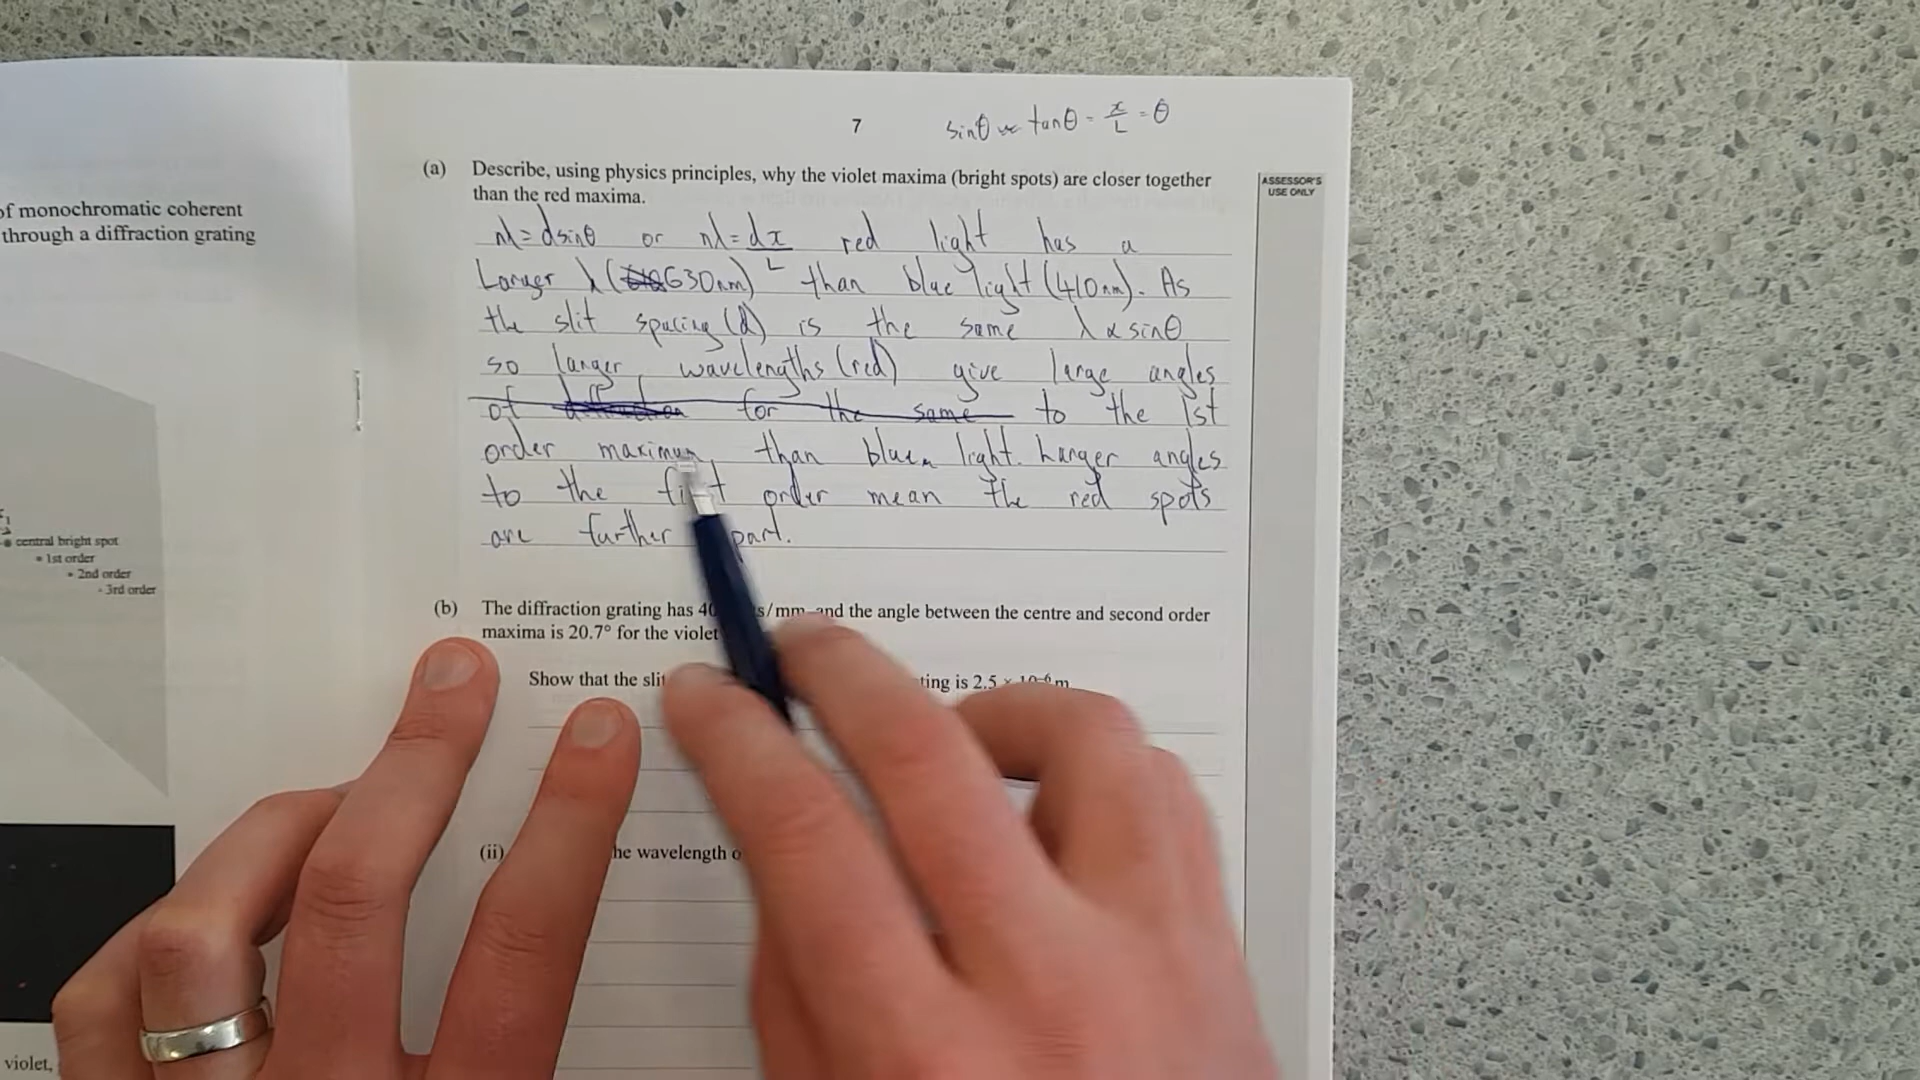 of monochromatic coherent
through a diffraction grating
central bright spot
1st order
2nd order
3rd order
violet,
7
sinθ ∝ tanθ = x/L = θ
ASSESSOR'S
USE ONLY
(a) Describe, using physics principles, why the violet maxima (bright spots) are closer together
than the red maxima.
nλ = dsinθ or nλ = dx/L red light has a
Larger λ (630nm) than blue light (410nm). As
the slit spacing (d) is the same λ ∝ sinθ
so larger wavelengths (red) give large angles
of for the same to the 1st
order maximum than blue light. Larger angles
to the order mean the red spots
are further part.
(b) The diffraction grating has s/mm and the angle between the centre and second order
maxima is 20.7° for the violet
Show that the ting is 2.5 × 10⁻⁶ m
(ii) he wavelength